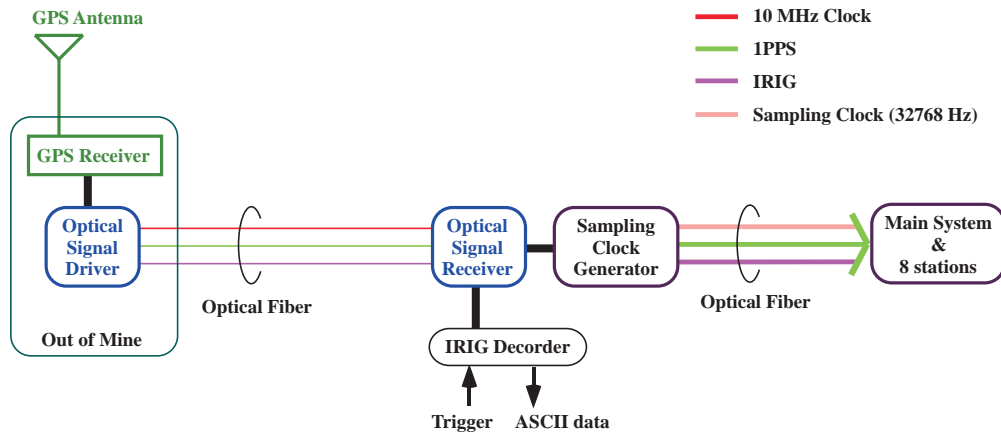 GPS Antenna
10 MHz Clock
1PPS
IRIG
Sampling Clock (32768 Hz)
GPS Receiver
Optical
Signal
Driver
Out of Mine
Optical Fiber
Optical
Signal
Receiver
Sampling
Clock
Generator
Optical Fiber
Main System
&
8 stations
IRIG Decorder
Trigger
ASCII data